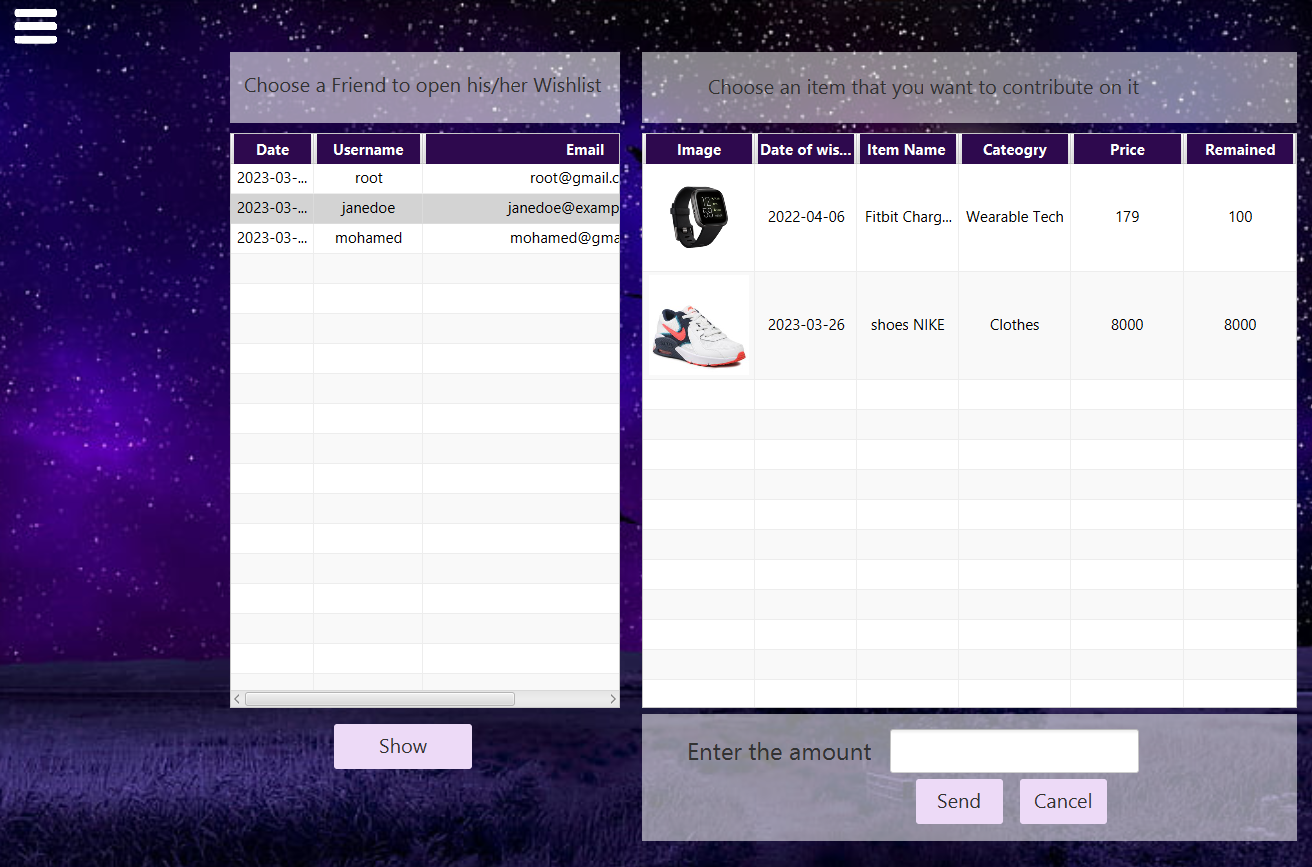 Choose a Friend to open his/her Wishlist
Date Username Email
2023-03-... root root@gmail.c
2023-03-... janedoe janedoe@examp
2023-03-... mohamed mohamed@gma
Show
Choose an item that you want to contribute on it
Image Date of wis... Item Name Cateogry Price Remained
2022-04-06 Fitbit Charg... Wearable Tech 179 100
2023-03-26 shoes NIKE Clothes 8000 8000
Enter the amount
Send Cancel